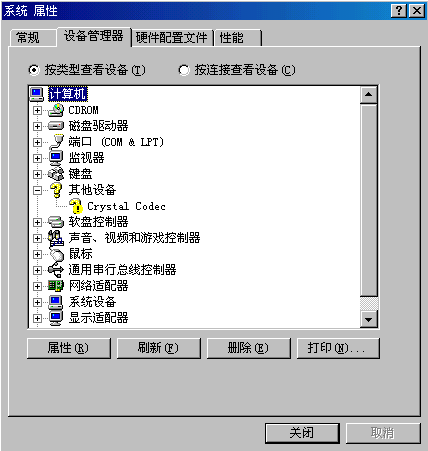 系统 属性
常规 设备管理器 硬件配置文件 性能
按类型查看设备(T) 按连接查看设备(C)
计算机
CDROM
磁盘驱动器
端口 (COM & LPT)
监视器
键盘
其他设备
Crystal Codec
软盘控制器
声音、视频和游戏控制器
鼠标
通用串行总线控制器
网络适配器
系统设备
显示适配器
属性(R) 刷新(F) 删除(E) 打印(N)...
关闭 取消